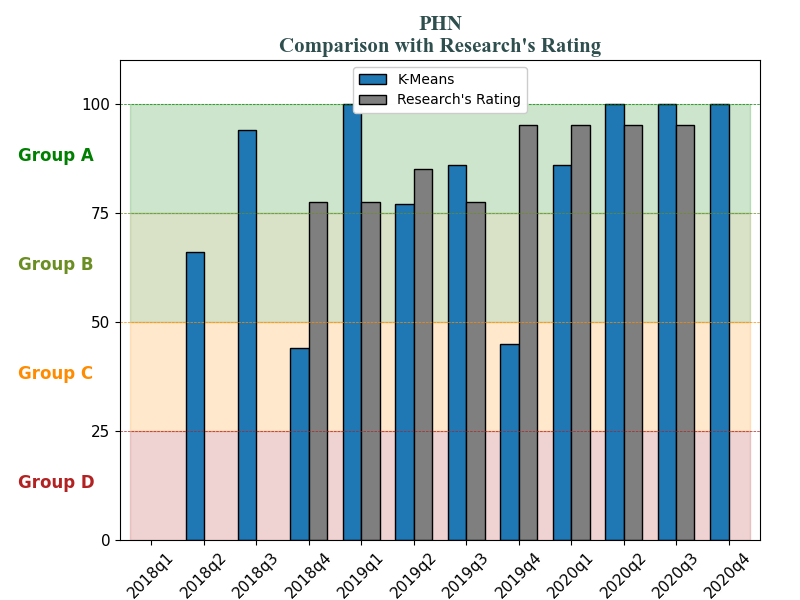 PHN
Comparison with Research's Rating
K-Means
Research's Rating
100
Group A
75
Group B
50
Group C
25
Group D
0
2018q1
2018q2
2018q3
2018q4
2019q1
2019q2
2019q3
2019q4
2020q1
2020q2
2020q3
2020q4